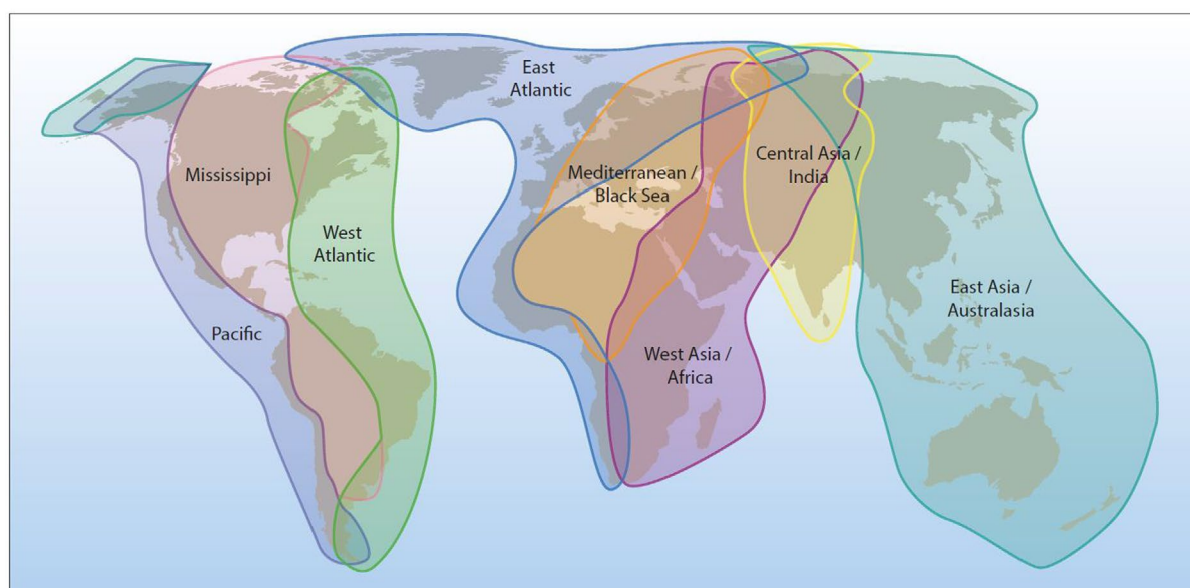 East
Atlantic
Mississippi
Mediterranean /
Black Sea
Central Asia /
India
West
Atlantic
East Asia /
Australasia
Pacific
West Asia /
Africa